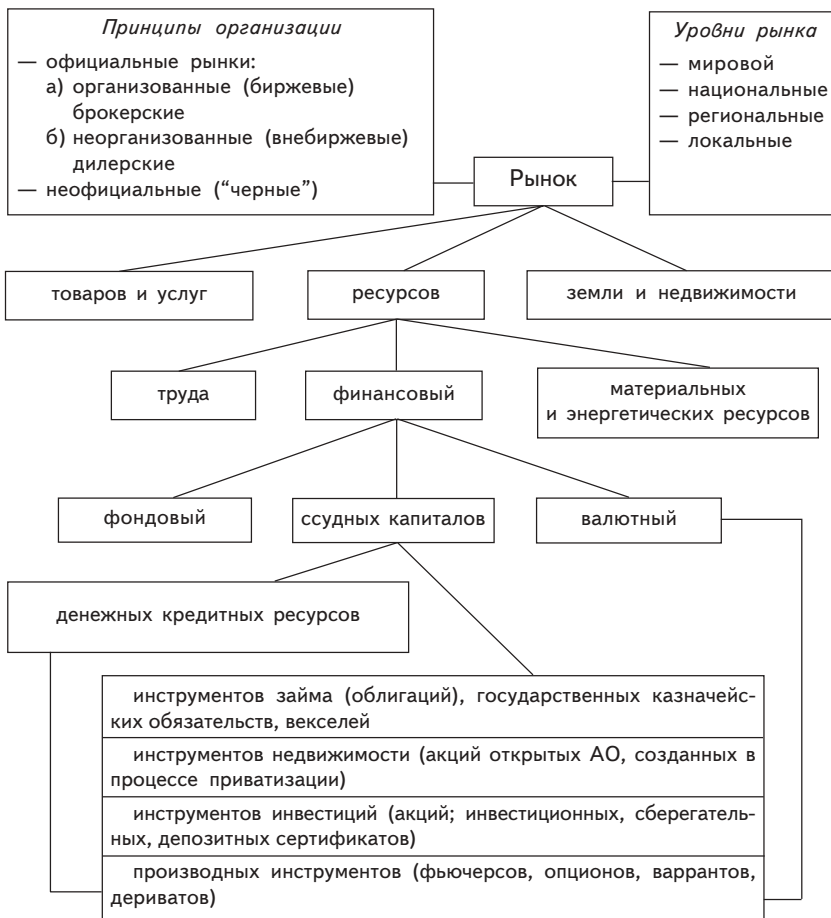 Принципы организации
— официальные рынки:
а) организованные (биржевые)
брокерские
б) неорганизованные (внебиржевые)
дилерские
— неофициальные (“черные”)
Уровни рынка
— мировой
— национальные
— региональные
— локальные
Рынок
товаров и услуг
ресурсов
земли и недвижимости
труда
финансовый
материальных
и энергетических ресурсов
фондовый
ссудных капиталов
валютный
денежных кредитных ресурсов
инструментов займа (облигаций), государственных казначей-
ских обязательств, векселей
инструментов недвижимости (акций открытых АО, созданных в
процессе приватизации)
инструментов инвестиций (акций; инвестиционных, сберегатель-
ных, депозитных сертификатов)
производных инструментов (фьючерсов, опционов, варрантов,
дериватов)